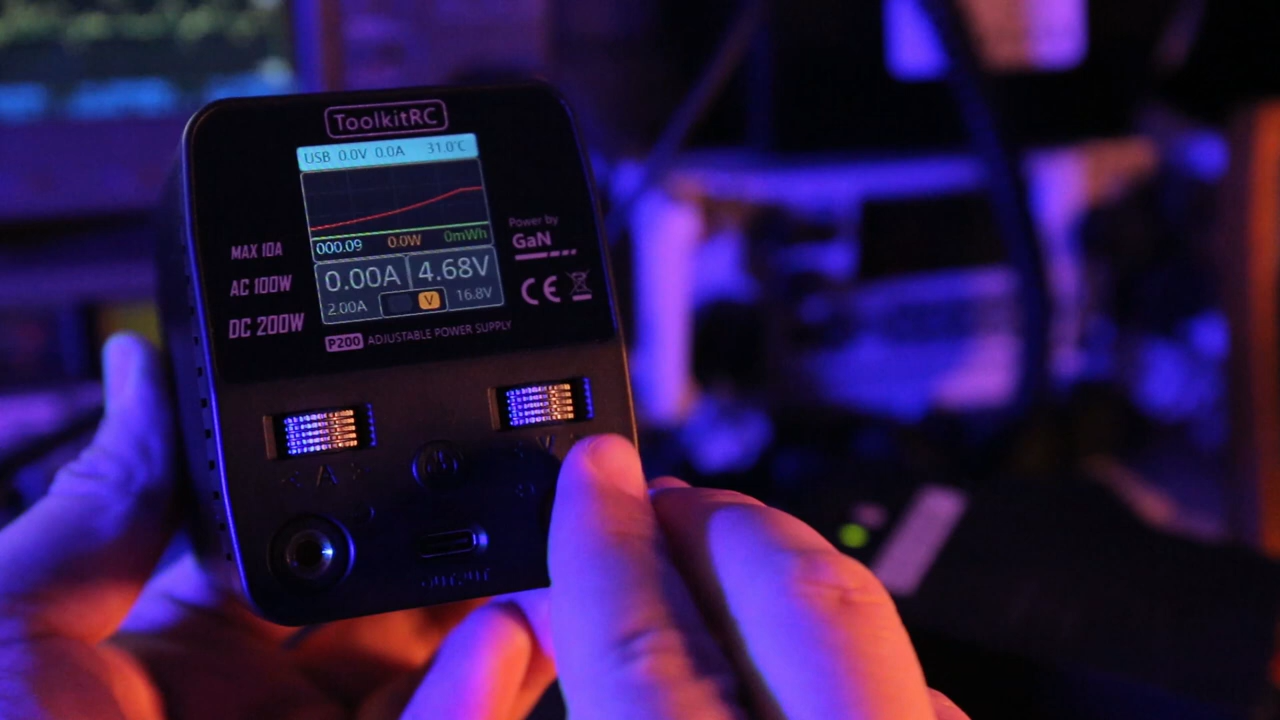 ToolkitRC
USB 0.0V 0.0A 31.0°C
000.09 0.0W 0mWh
0.00A 4.68V
2.00A V 16.8V
MAX 10A
AC 100W
DC 200W
Power by
GaN
CE
P200 ADJUSTABLE POWER SUPPLY
< A >
V
OUTPUT